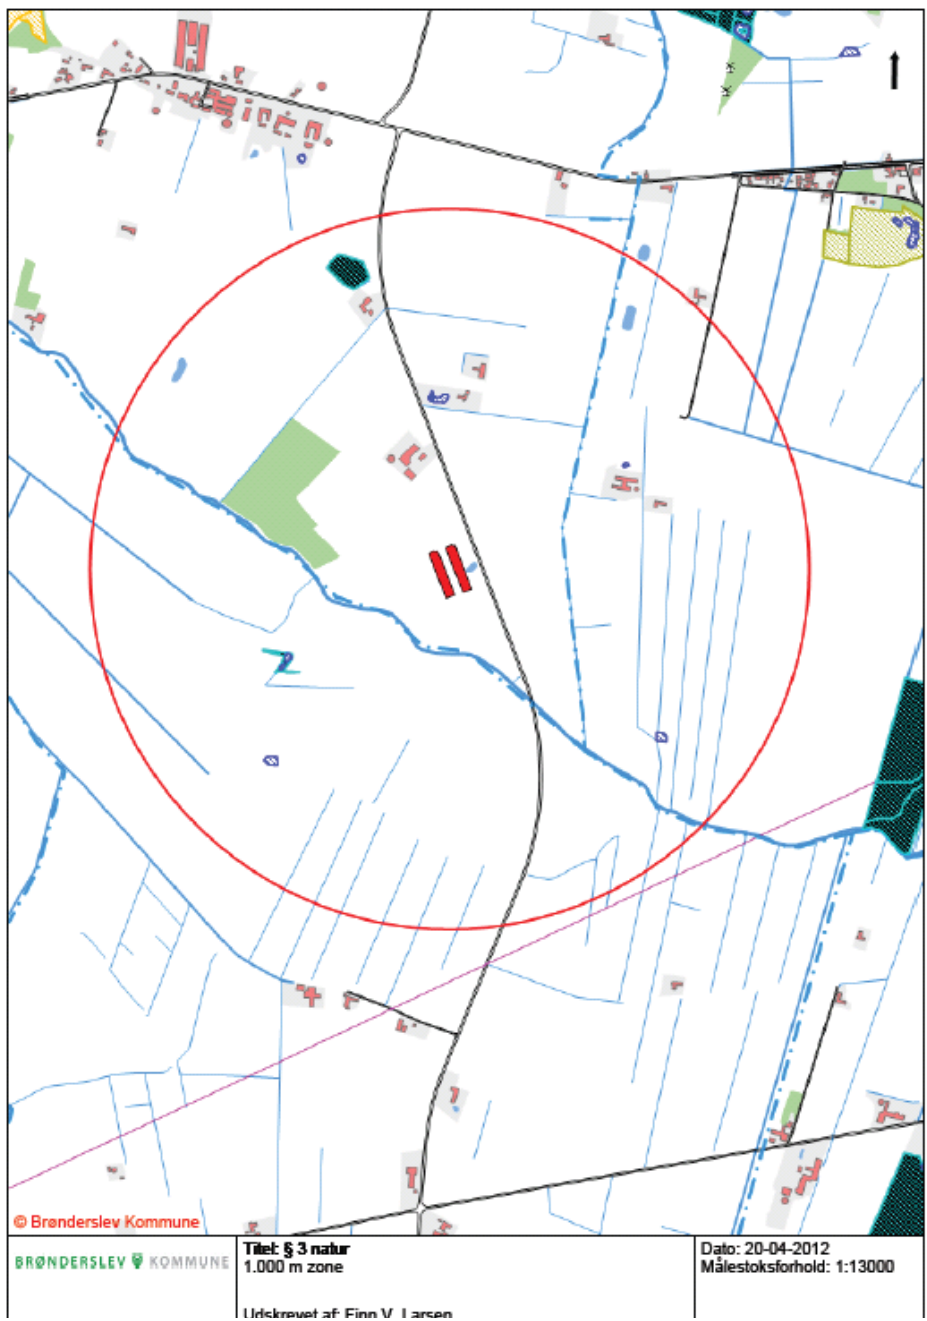 © Brønderslev Kommune
BRØNDERSLEV KOMMUNE
Titel: § 3 natur
1.000 m zone
Udskrevet af: Finn V. Larsen
Dato: 20-04-2012
Målestoksforhold: 1:13000